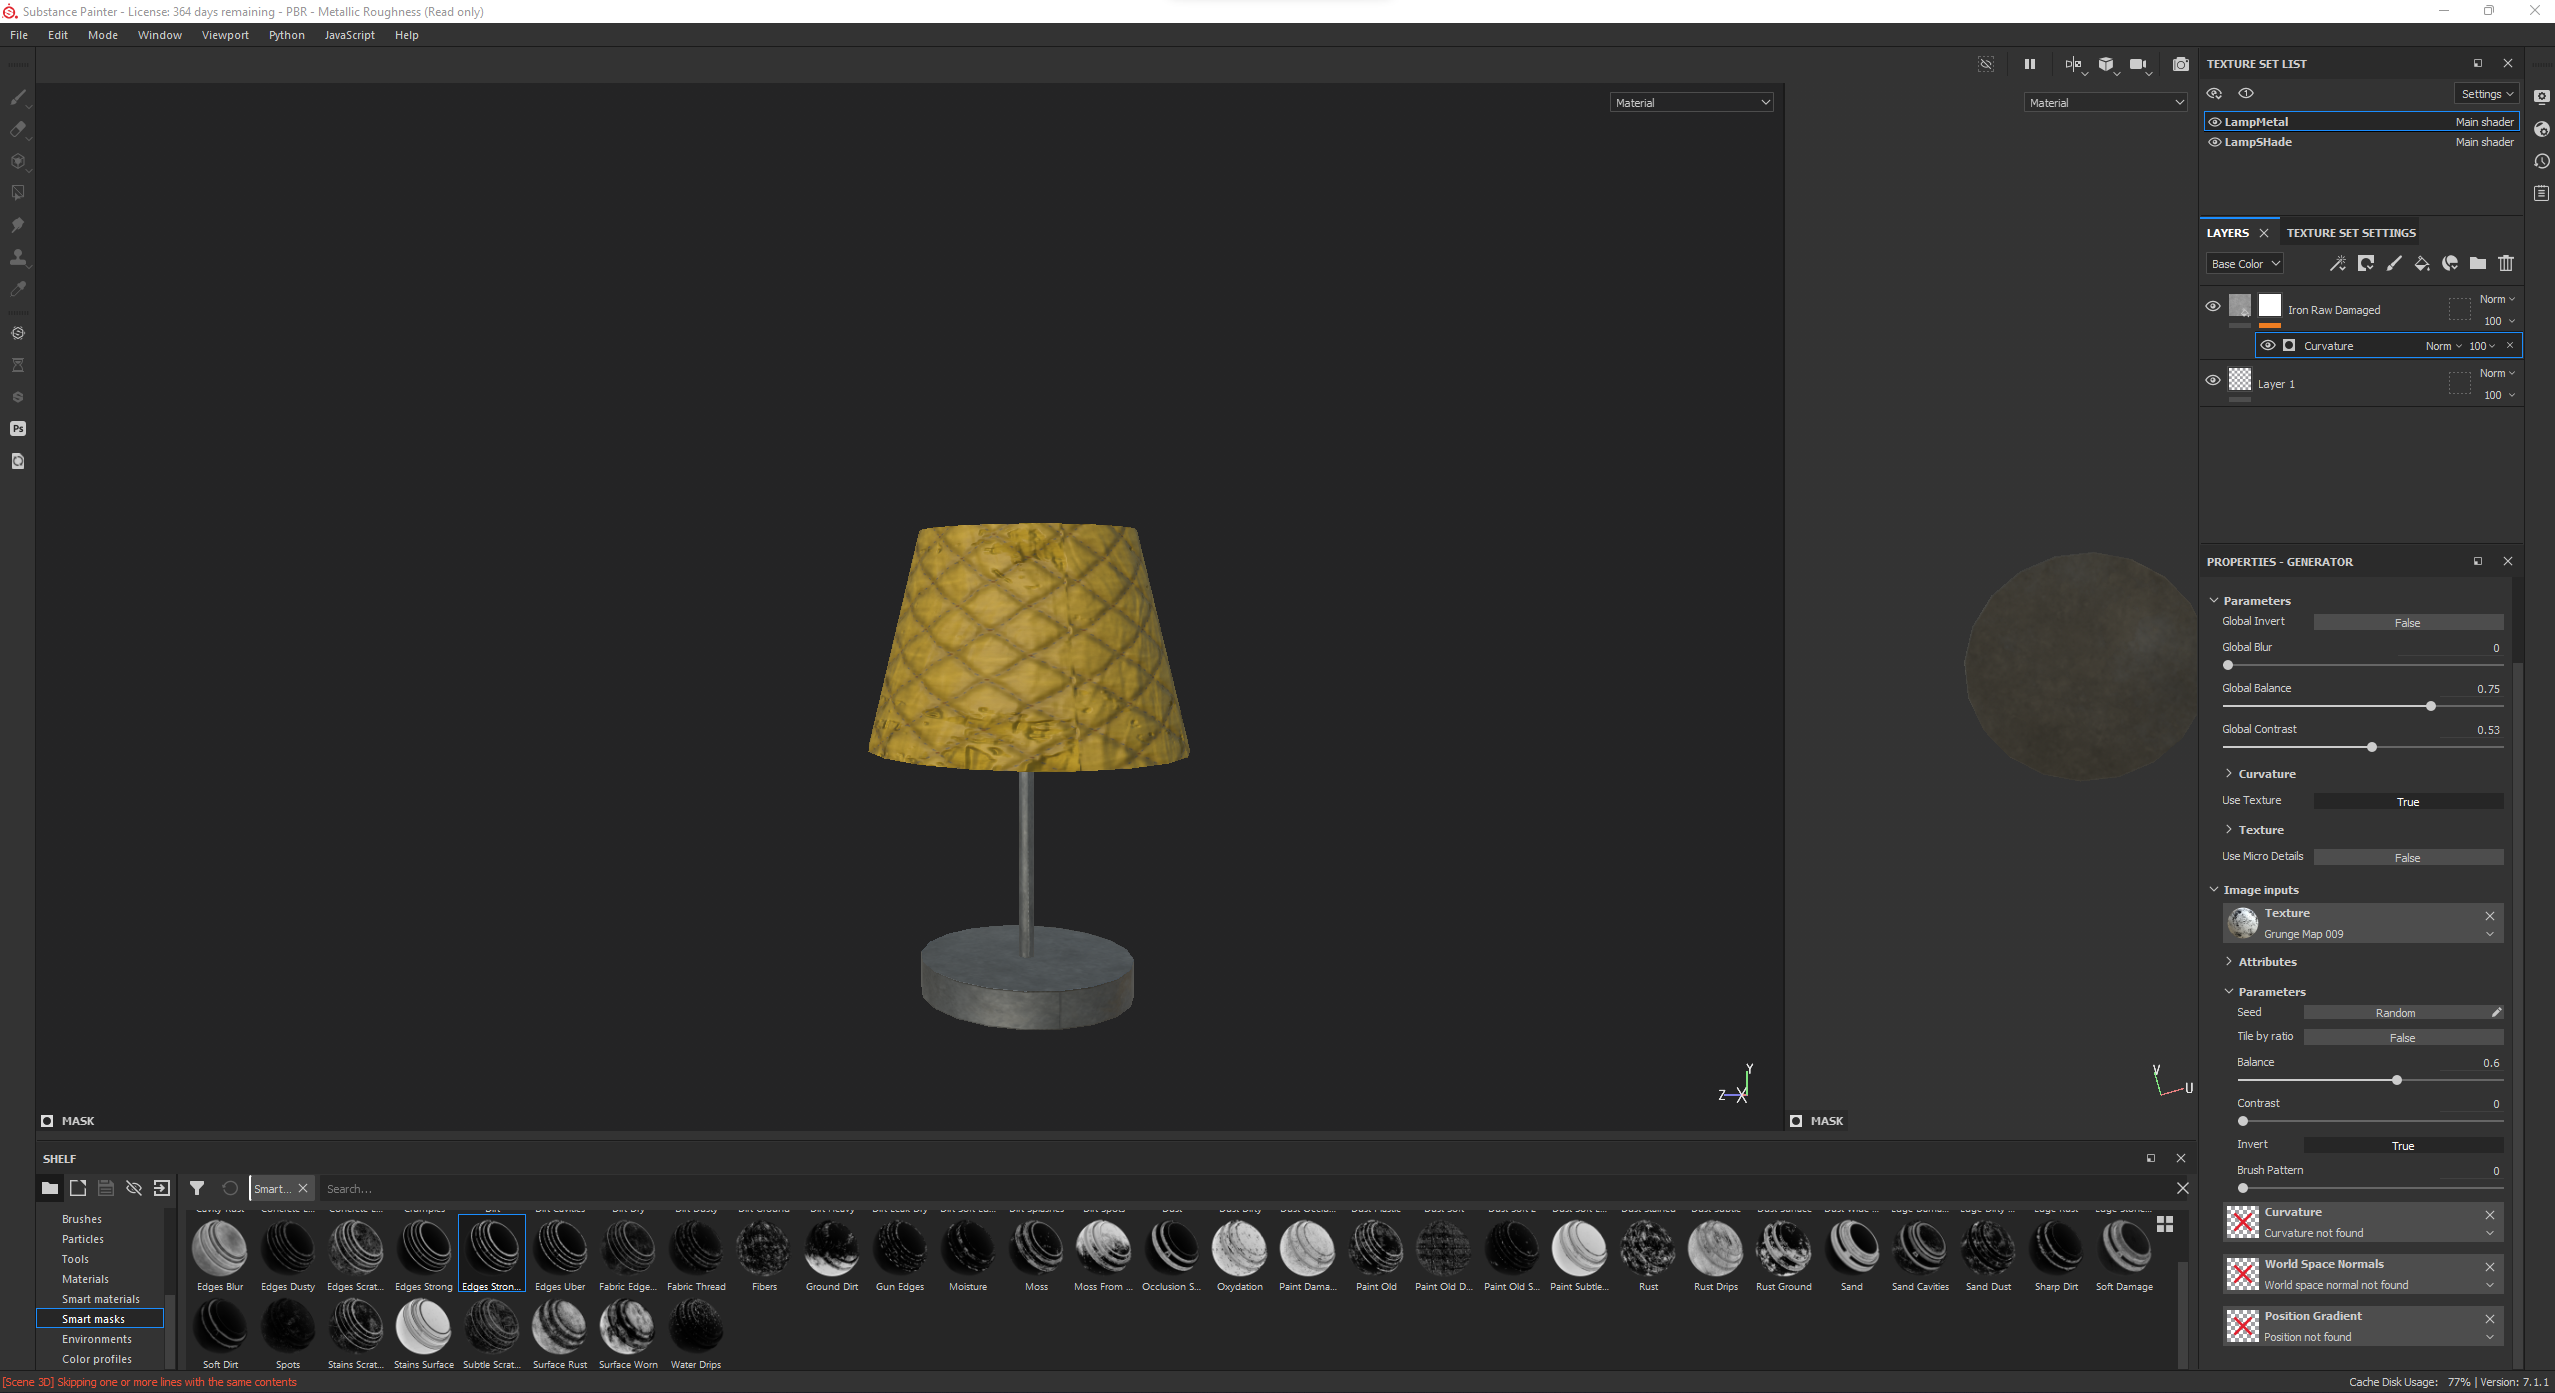 Substance Painter - License: 364 days remaining - PBR - Metallic Roughness (Read only)
File Edit Mode Window Viewport Python JavaScript Help
Material
Material
MASK
MASK
TEXTURE SET LIST
Settings
LampMetal Main shader
LampSHade Main shader
LAYERS TEXTURE SET SETTINGS
Base Color
Iron Raw Damaged Norm
100
Curvature Norm 100
Layer 1 Norm
100
PROPERTIES - GENERATOR
Parameters
Global Invert False
Global Blur 0
Global Balance 0.75
Global Contrast 0.53
Curvature
Use Texture True
Texture
Use Micro Details False
Image inputs
Texture
Grunge Map 009
Attributes
Parameters
Seed Random
Tile by ratio False
Balance 0.6
Contrast 0
Invert True
Brush Pattern 0
Curvature
Curvature not found
World Space Normals
World space normal not found
Position Gradient
Position not found
Y
Z X
V
U
Ps
SHELF
Smart... Search...
Brushes
Particles
Tools
Materials
Smart materials
Smart masks
Environments
Color profiles
Edges Blur Edges Dusty Edges Scrat... Edges Strong Edges Stron... Edges Uber Fabric Edge... Fabric Thread Fibers Ground Dirt Gun Edges Moisture Moss Moss From ... Occlusion S... Oxydation Paint Dama... Paint Old Paint Old D... Paint Old S... Paint Subtle... Rust Rust Drips Rust Ground Sand Sand Cavities Sand Dust Sharp Dirt Soft Damage
Soft Dirt Spots Stains Scrat... Stains Surface Subtle Scrat... Surface Rust Surface Worn Water Drips
[Scene 3D] Skipping one or more lines with the same contents
Cache Disk Usage: 77% | Version: 7.1.1